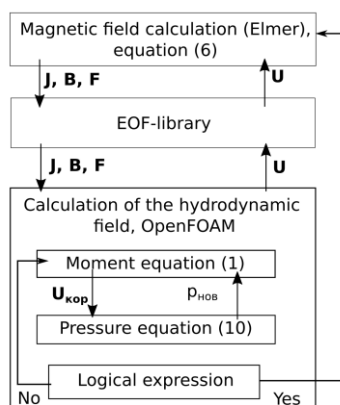 Magnetic field calculation (Elmer),
equation (6)
J, B, F
U
EOF-library
J, B, F
U
Calculation of the hydrodynamic
field, OpenFOAM
Moment equation (1)
Uкор
pнов
Pressure equation (10)
Logical expression
No
Yes